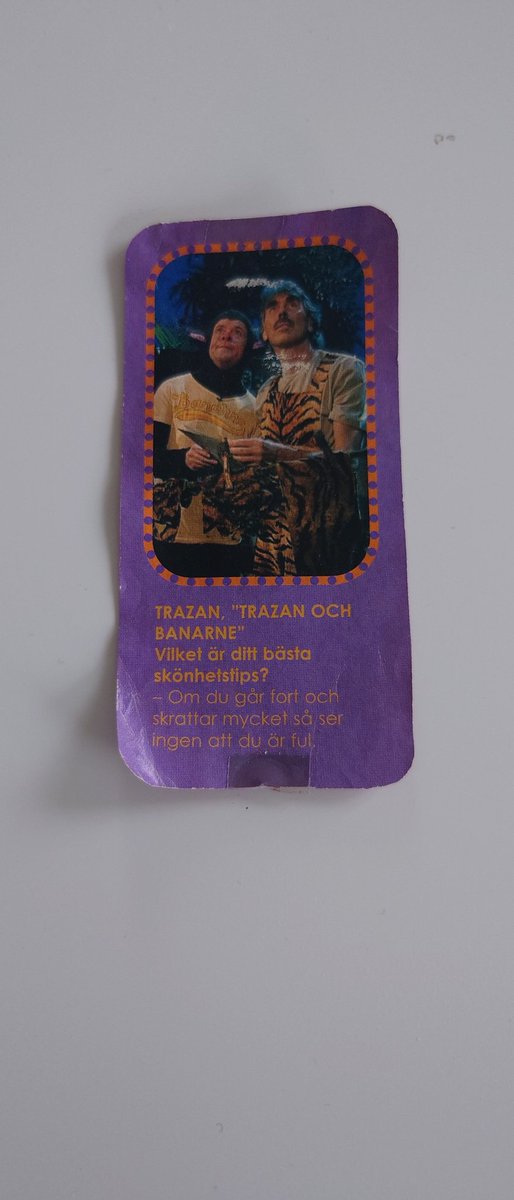 TRAZAN, "TRAZAN OCH
BANARNE"
Vilket är ditt bästa
skönhetstips?
– Om du går fort och
skrattar mycket så ser
ingen att du är ful.